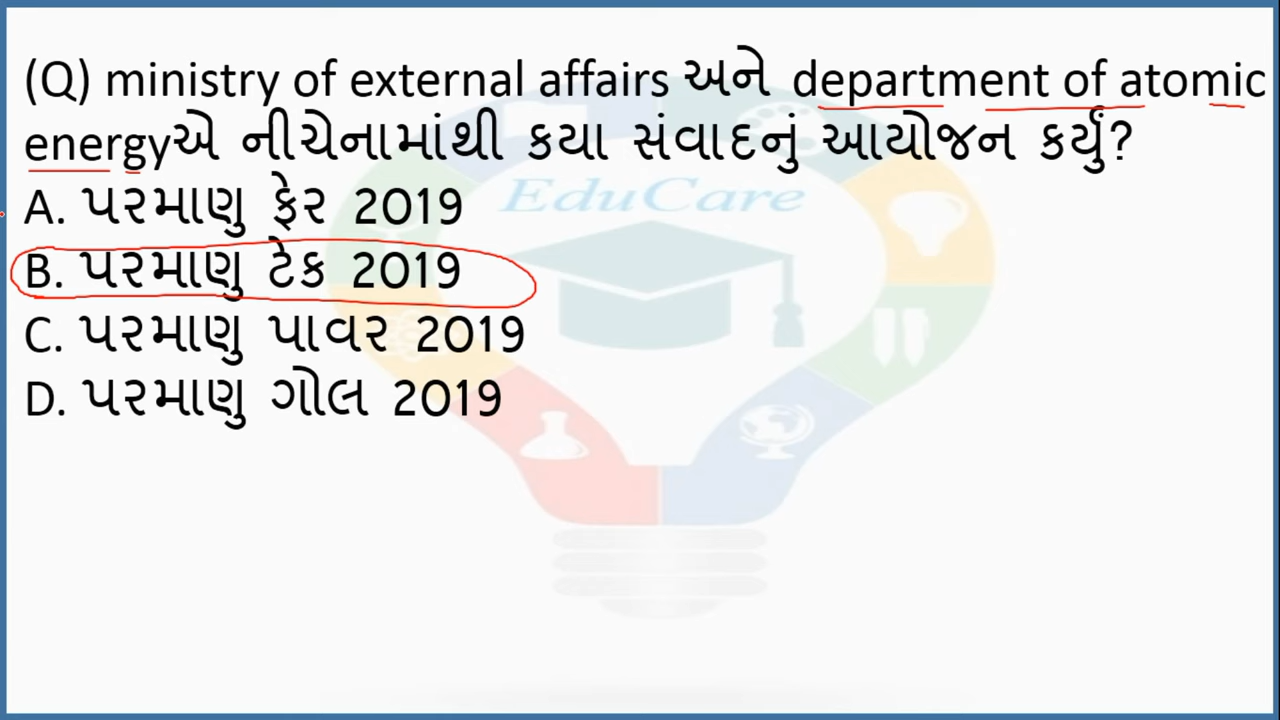 (Q) ministry of external affairs અને department of atomic
energyએ નીચેનામાંથી કયા સંવાદનું આયોજન કર્યું?
EduCare
A. પરમાણુ ફેર 2019
B. પરમાણુ ટેક 2019
C. પરમાણુ પાવર 2019
D. પરમાણુ ગોલ 2019